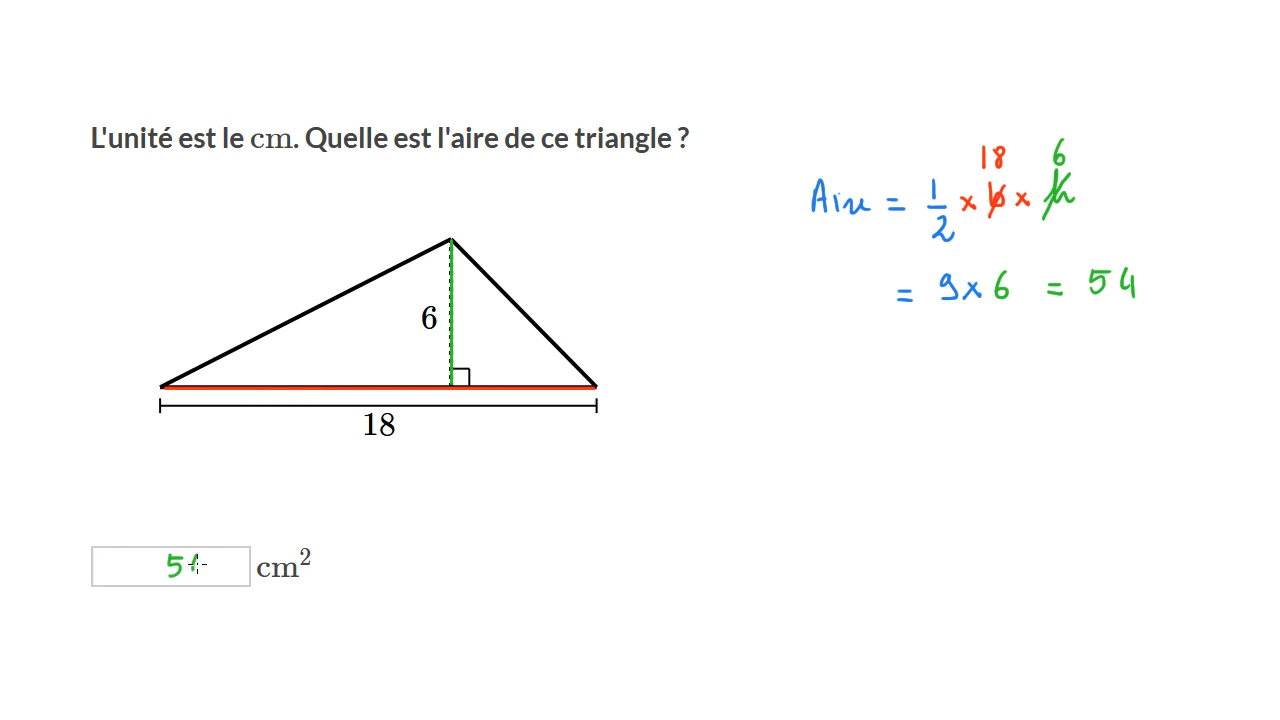 L'unité est le cm. Quelle est l'aire de ce triangle ?
18 6
Aire = 1/2 × b × h
= 9 × 6 = 54
6
18
54 cm²